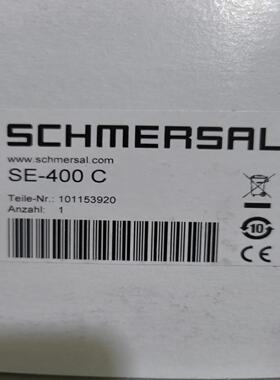 SCHMERSAL
www.schmersal.com
SE-400 C
Teile-Nr.: 101153920
Anzahl: 1
10
CE